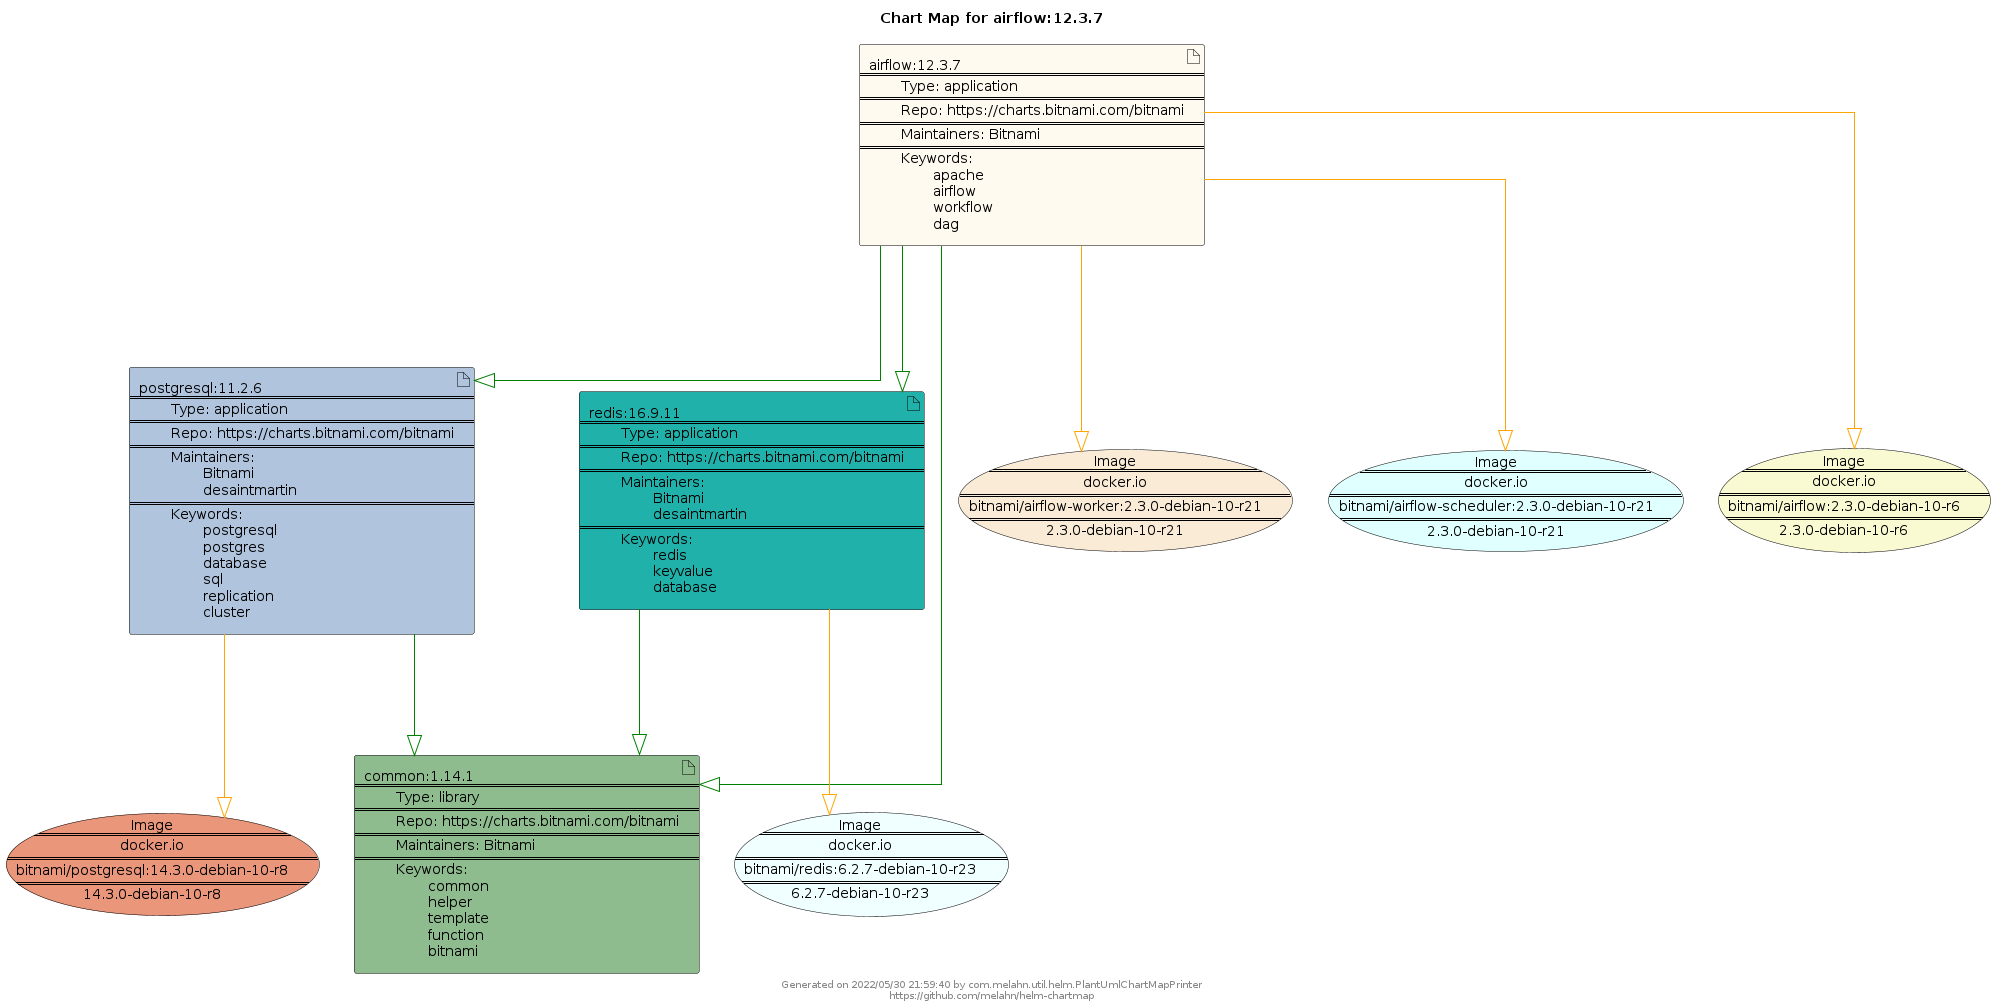 Chart Map for airflow:12.3.7
airflow:12.3.7
Type: application
Repo: https://charts.bitnami.com/bitnami
Maintainers: Bitnami
Keywords:
apache
airflow
workflow
dag
postgresql:11.2.6
Type: application
Repo: https://charts.bitnami.com/bitnami
Maintainers:
Bitnami
desaintmartin
Keywords:
postgresql
postgres
database
sql
replication
cluster
redis:16.9.11
Type: application
Repo: https://charts.bitnami.com/bitnami
Maintainers:
Bitnami
desaintmartin
Keywords:
redis
keyvalue
database
Image
docker.io
bitnami/airflow-worker:2.3.0-debian-10-r21
2.3.0-debian-10-r21
Image
docker.io
bitnami/airflow-scheduler:2.3.0-debian-10-r21
2.3.0-debian-10-r21
Image
docker.io
bitnami/airflow:2.3.0-debian-10-r6
2.3.0-debian-10-r6
Image
docker.io
bitnami/postgresql:14.3.0-debian-10-r8
14.3.0-debian-10-r8
common:1.14.1
Type: library
Repo: https://charts.bitnami.com/bitnami
Maintainers: Bitnami
Keywords:
common
helper
template
function
bitnami
Image
docker.io
bitnami/redis:6.2.7-debian-10-r23
6.2.7-debian-10-r23
Generated on 2022/05/30 21:59:40 by com.melahn.util.helm.PlantUmlChartMapPrinter
https://github.com/melahn/helm-chartmap